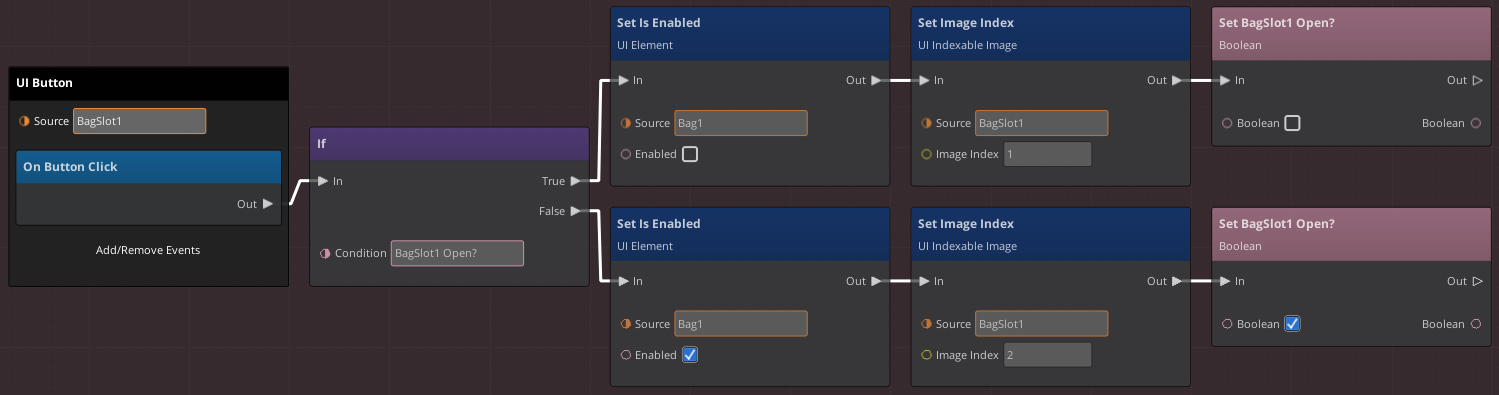 UI Button
Source BagSlot1
On Button Click
Out
Add/Remove Events
If
In True
False
Condition BagSlot1 Open?
Set Is Enabled
UI Element
In Out
Source Bag1
Enabled
Set Image Index
UI Indexable Image
In Out
Source BagSlot1
Image Index 1
Set BagSlot1 Open?
Boolean
In Out
Boolean Boolean
Set Is Enabled
UI Element
In Out
Source Bag1
Enabled
Set Image Index
UI Indexable Image
In Out
Source BagSlot1
Image Index 2
Set BagSlot1 Open?
Boolean
In Out
Boolean Boolean